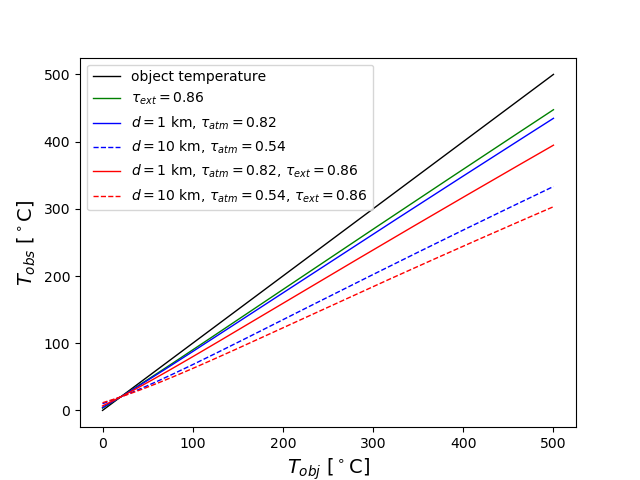 500
400
300
200
100
0
T_obs [°C]
object temperature
τ_ext = 0.86
d = 1 km, τ_atm = 0.82
d = 10 km, τ_atm = 0.54
d = 1 km, τ_atm = 0.82, τ_ext = 0.86
d = 10 km, τ_atm = 0.54, τ_ext = 0.86
0 100 200 300 400 500
T_obj [°C]